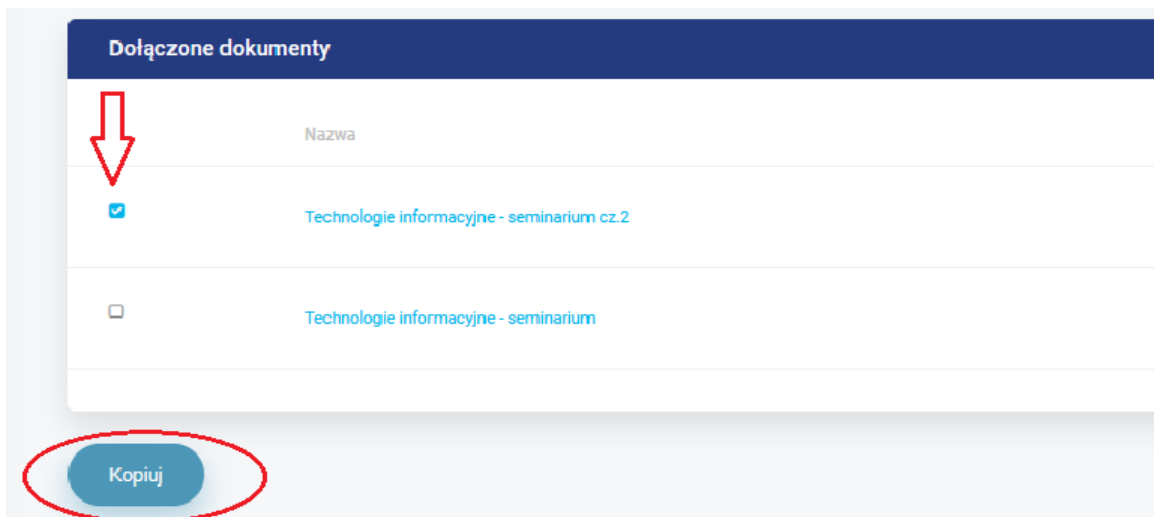 Dołączone dokumenty
Nazwa
Technologie informacyjne - seminarium cz.2
Technologie informacyjne - seminarium
Kopiuj